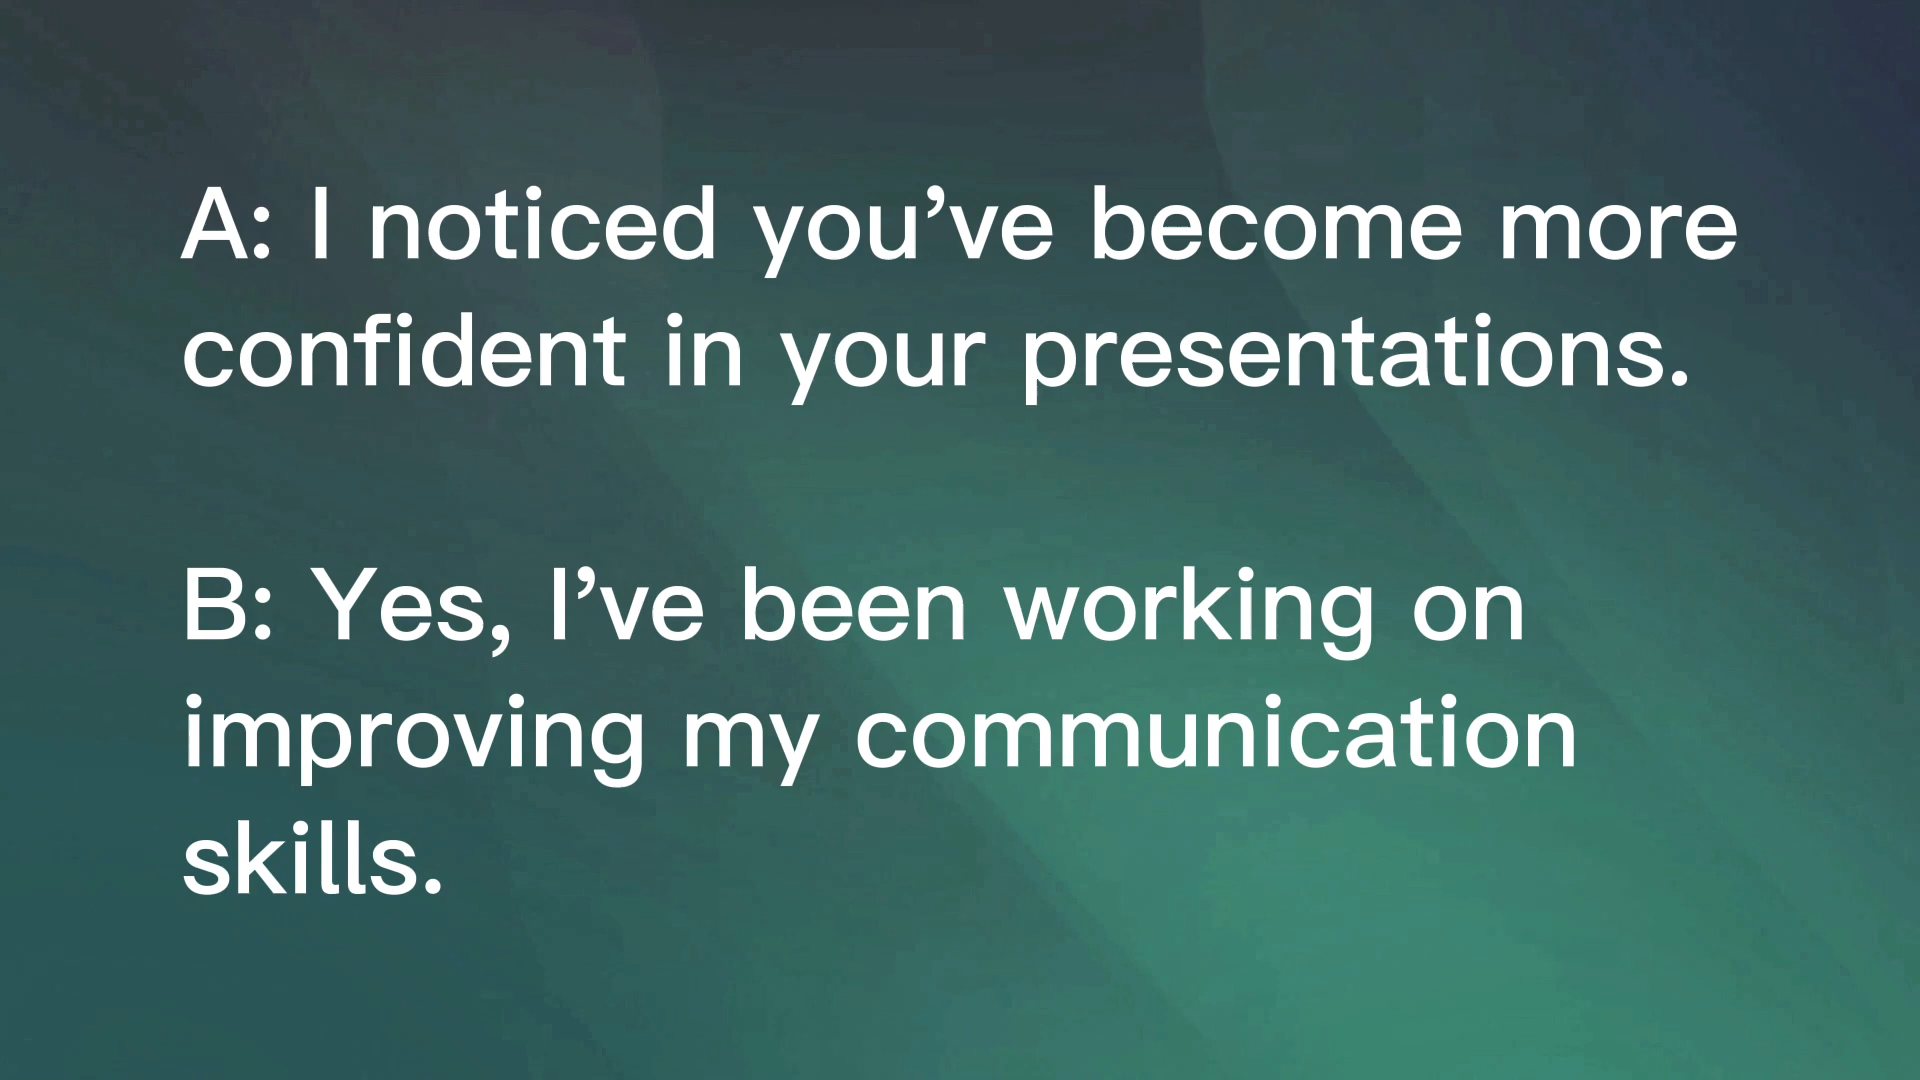 A: I noticed you’ve become more
confident in your presentations.
B: Yes, I’ve been working on
improving my communication
skills.